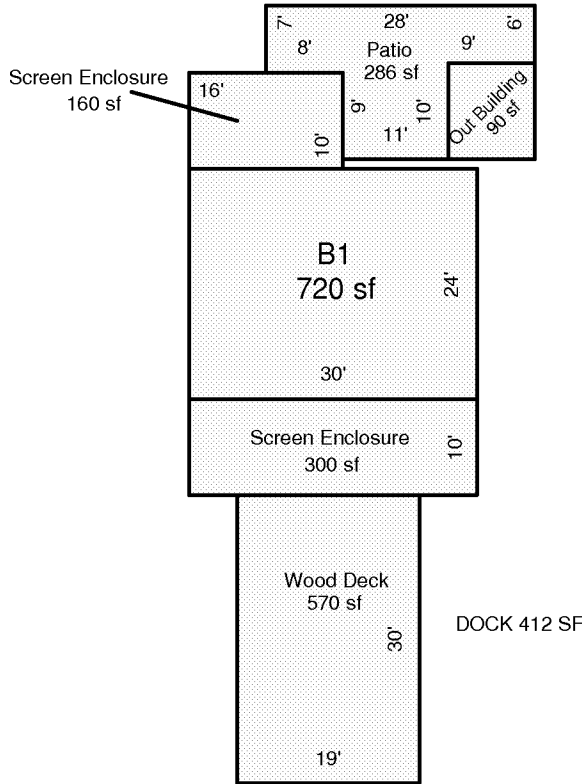 7'
28'
6'
8'
Patio
286 sf
9'
Screen Enclosure
160 sf
16'
10'
9'
11'
10'
Out Building
90 sf
B1
720 sf
24'
30'
Screen Enclosure
300 sf
10'
Wood Deck
570 sf
30'
DOCK 412 SF
19'